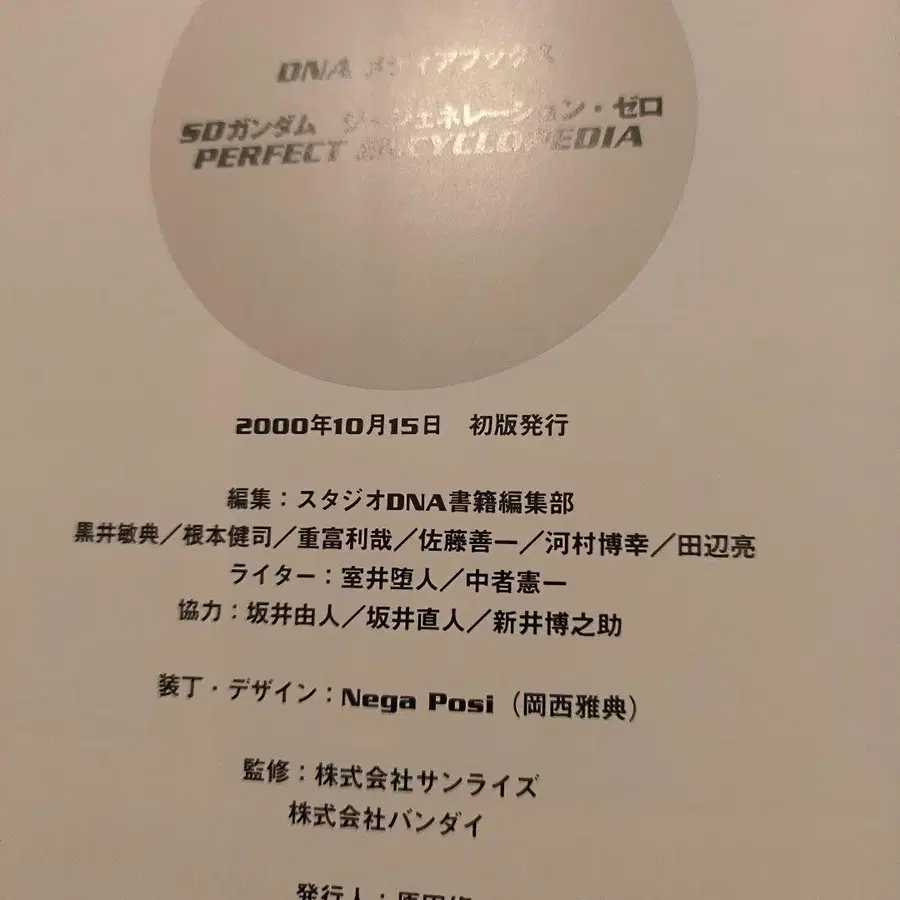 DNA メディアブックス
SDガンダム ジージェネレーション・ゼロ
PERFECT ENCYCLOPEDIA
2000年10月15日 初版発行
編集：スタジオDNA書籍編集部
黒井敏典／根本健司／重富利哉／佐藤善一／河村博幸／田辺亮
ライター：室井堕人／中者憲一
協力：坂井由人／坂井直人／新井博之助
装丁・デザイン：Nega Posi（岡西雅典）
監修：株式会社サンライズ
株式会社バンダイ
発行人：原田